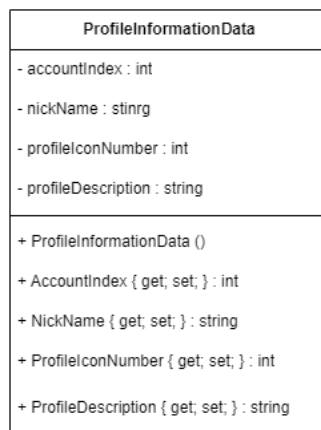 ProfileInformationData
- accountIndex : int
- nickName : stinrg
- profileIconNumber : int
- profileDescription : string
+ ProfileInformationData ()
+ AccountIndex { get; set; } : int
+ NickName { get; set; } : string
+ ProfileIconNumber { get; set; } : int
+ ProfileDescription { get; set; } : string